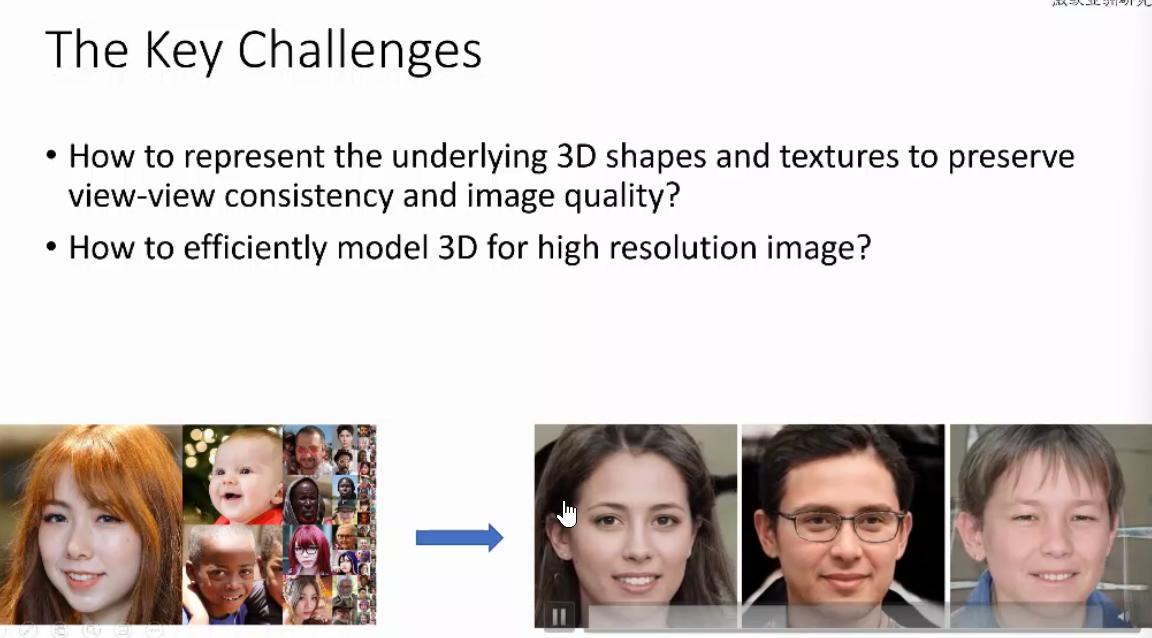 The Key Challenges
• How to represent the underlying 3D shapes and textures to preserve
view-view consistency and image quality?
• How to efficiently model 3D for high resolution image?